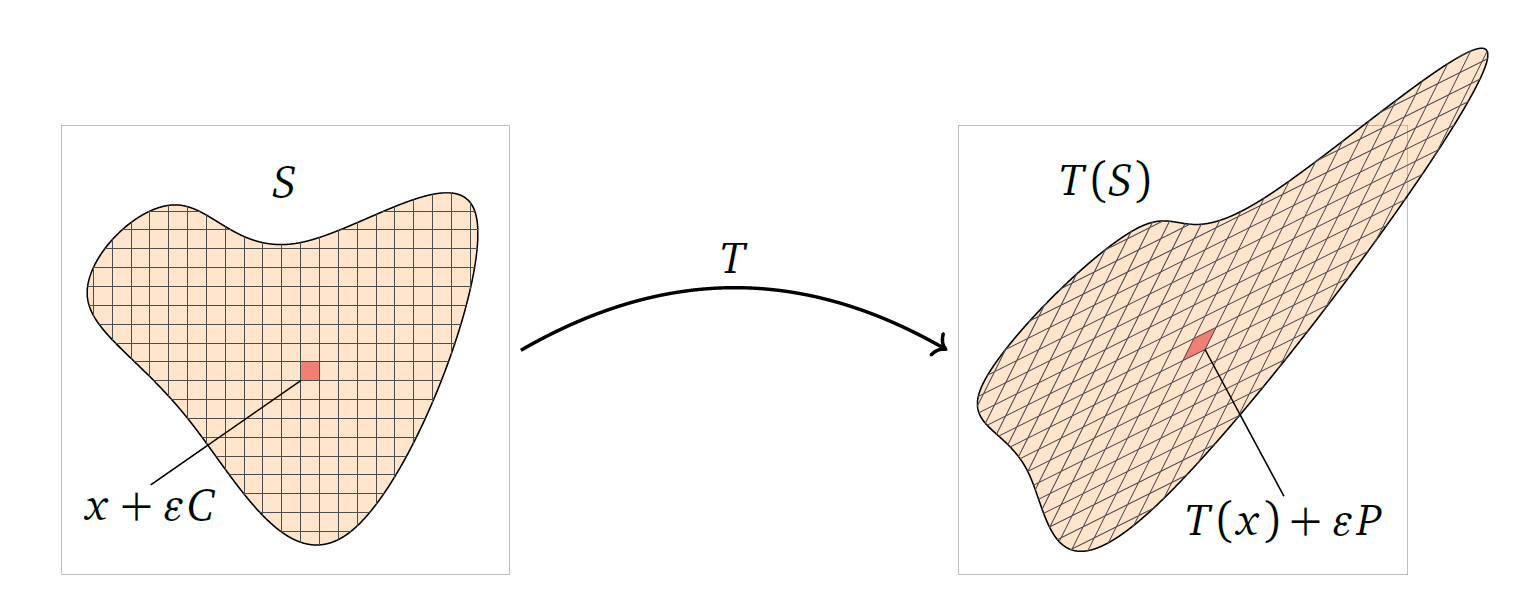 S
T(S)
T
x + εC
T(x) + εP